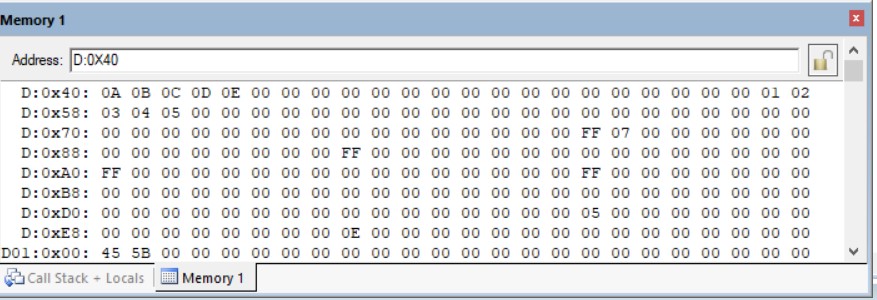 Memory 1
Address: D:0X40
D:0x40: 0A 0B 0C 0D 0E 00 00 00 00 00 00 00 00 00 00 00 00 00 00 00 00 00 01 02
D:0x58: 03 04 05 00 00 00 00 00 00 00 00 00 00 00 00 00 00 00 00 00 00 00 00 00
D:0x70: 00 00 00 00 00 00 00 00 00 00 00 00 00 00 00 00 FF 07 00 00 00 00 00 00
D:0x88: 00 00 00 00 00 00 00 00 FF 00 00 00 00 00 00 00 00 00 00 00 00 00 00 00
D:0xA0: FF 00 00 00 00 00 00 00 00 00 00 00 00 00 00 00 FF 00 00 00 00 00 00 00
D:0xB8: 00 00 00 00 00 00 00 00 00 00 00 00 00 00 00 00 00 00 00 00 00 00 00 00
D:0xD0: 00 00 00 00 00 00 00 00 00 00 00 00 00 00 00 00 05 00 00 00 00 00 00 00
D:0xE8: 00 00 00 00 00 00 00 00 0E 00 00 00 00 00 00 00 00 00 00 00 00 00 00 00
D01:0x00: 45 5B 00 00 00 00 00 00 00 00 00 00 00 00 00 00 00 00 00 00 00 00 00 00
Call Stack + Locals Memory 1